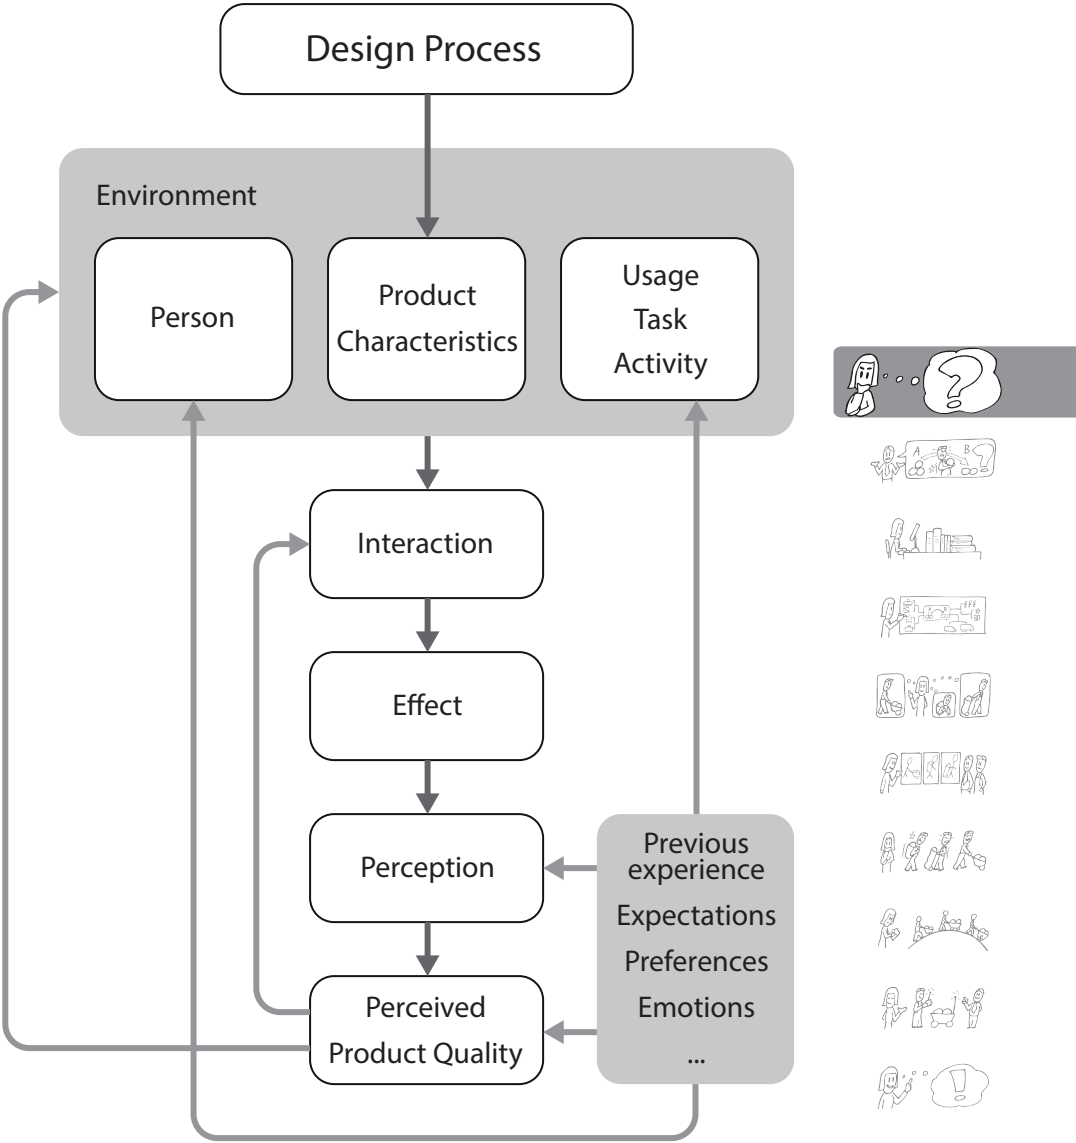 Design Process
Environment
Person
Product
Characteristics
Usage
Task
Activity
Interaction
Effect
Perception
Perceived
Product Quality
Previous
experience
Expectations
Preferences
Emotions
...
?
A
B
?
!